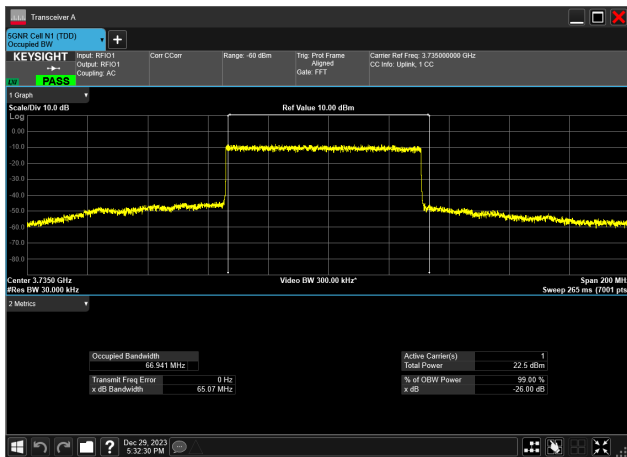 Transceiver A
5GNR Cell N1 (TDD)
Occupied BW
KEYSIGHT
Input: RFIO1
Output: RFIO1
Coupling: AC
Corr CCorr
Range: -60 dBm
Trig: Prot Frame
Aligned
Gate: FFT
Carrier Ref Freq: 3.735000000 GHz
CC Info: Uplink, 1 CC
PASS
1 Graph
Scale/Div 10.0 dB
Ref Value 10.00 dBm
Log
0.00
-10.0
-20.0
-30.0
-40.0
-50.0
-60.0
-70.0
-80.0
Center 3.7350 GHz
Video BW 300.00 kHz*
Span 200 MH
#Res BW 30.000 kHz
Sweep 265 ms (7001 pts
2 Metrics
Occupied Bandwidth
66.941 MHz
Transmit Freq Error 0 Hz
x dB Bandwidth 65.07 MHz
Active Carrier(s) 1
Total Power 22.5 dBm
% of OBW Power 99.00 %
x dB -26.00 dB
Dec 29, 2023
5:32:30 PM